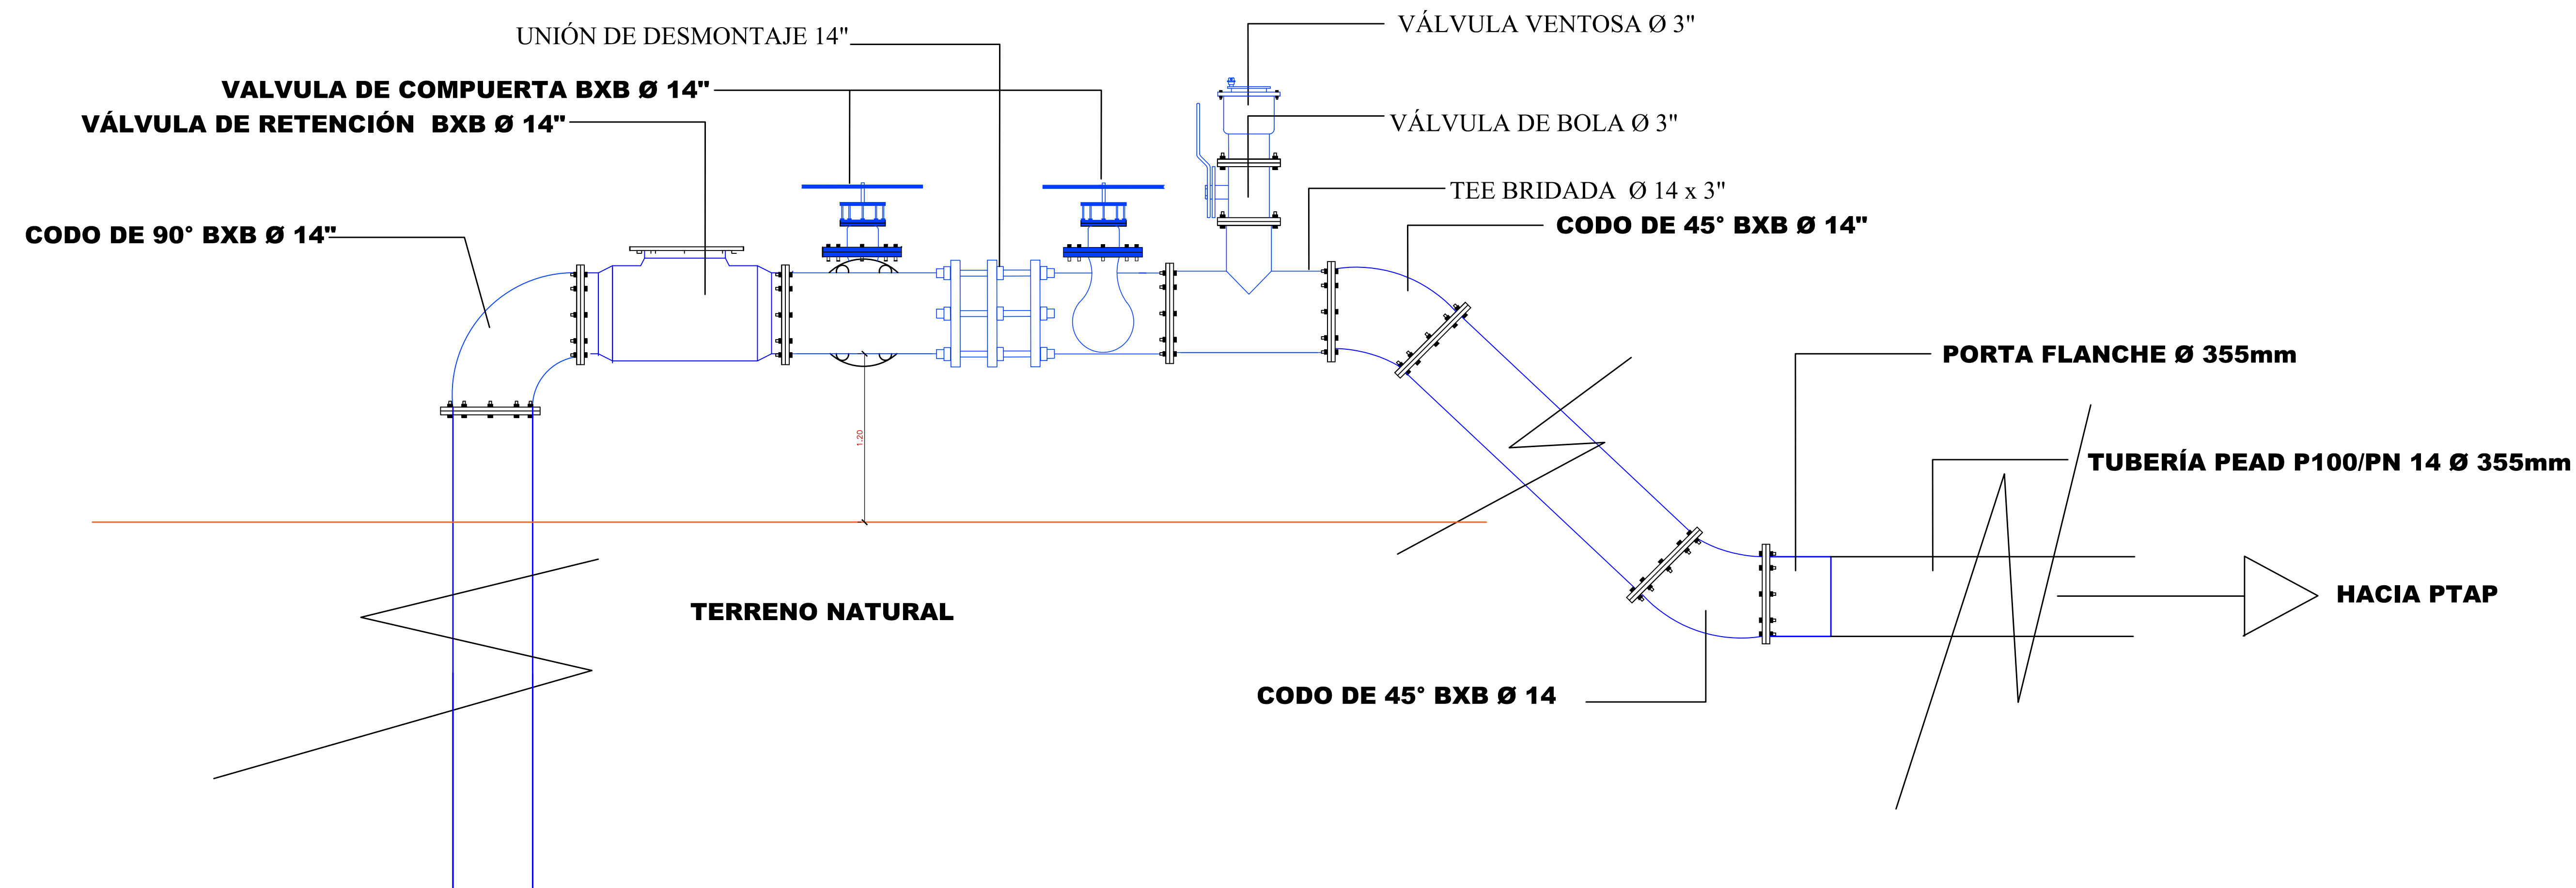 VÁLVULA VENTOSA Ø 3"
UNIÓN DE DESMONTAJE 14"
VALVULA DE COMPUERTA BXB Ø 14"
VÁLVULA DE RETENCIÓN BXB Ø 14"
VÁLVULA DE BOLA Ø 3"
TEE BRIDADA Ø 14 x 3"
CODO DE 45° BXB Ø 14"
CODO DE 90° BXB Ø 14"
PORTA FLANCHE Ø 355mm
1.20
TUBERÍA PEAD P100/PN 14 Ø 355mm
HACIA PTAP
TERRENO NATURAL
CODO DE 45° BXB Ø 14